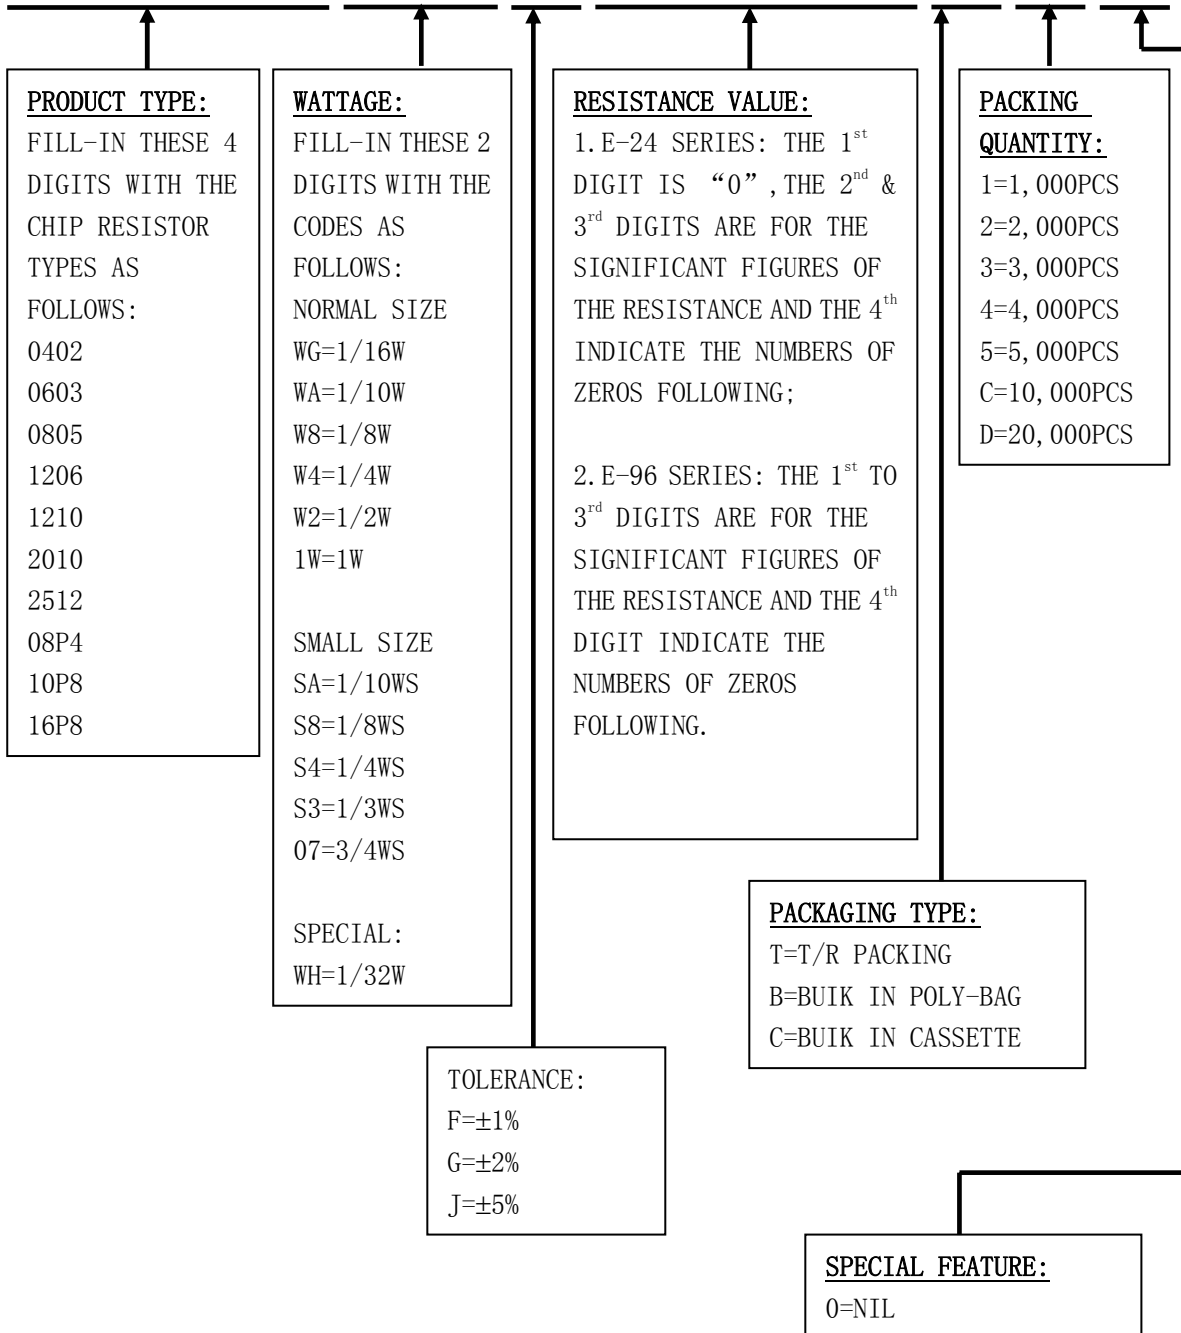 PRODUCT TYPE:
FILL-IN THESE 4
DIGITS WITH THE
CHIP RESISTOR
TYPES AS
FOLLOWS:
0402
0603
0805
1206
1210
2010
2512
08P4
10P8
16P8
WATTAGE:
FILL-IN THESE 2
DIGITS WITH THE
CODES AS
FOLLOWS:
NORMAL SIZE
WG=1/16W
WA=1/10W
W8=1/8W
W4=1/4W
W2=1/2W
1W=1W
SMALL SIZE
SA=1/10WS
S8=1/8WS
S4=1/4WS
S3=1/3WS
07=3/4WS
SPECIAL:
WH=1/32W
RESISTANCE VALUE:
1.E-24 SERIES: THE 1st
DIGIT IS “0”,THE 2nd &
3rd DIGITS ARE FOR THE
SIGNIFICANT FIGURES OF
THE RESISTANCE AND THE 4th
INDICATE THE NUMBERS OF
ZEROS FOLLOWING;
2.E-96 SERIES: THE 1st TO
3rd DIGITS ARE FOR THE
SIGNIFICANT FIGURES OF
THE RESISTANCE AND THE 4th
DIGIT INDICATE THE
NUMBERS OF ZEROS
FOLLOWING.
PACKING
QUANTITY:
1=1,000PCS
2=2,000PCS
3=3,000PCS
4=4,000PCS
5=5,000PCS
C=10,000PCS
D=20,000PCS
PACKAGING TYPE:
T=T/R PACKING
B=BUIK IN POLY-BAG
C=BUIK IN CASSETTE
TOLERANCE:
F=±1%
G=±2%
J=±5%
SPECIAL FEATURE:
0=NIL